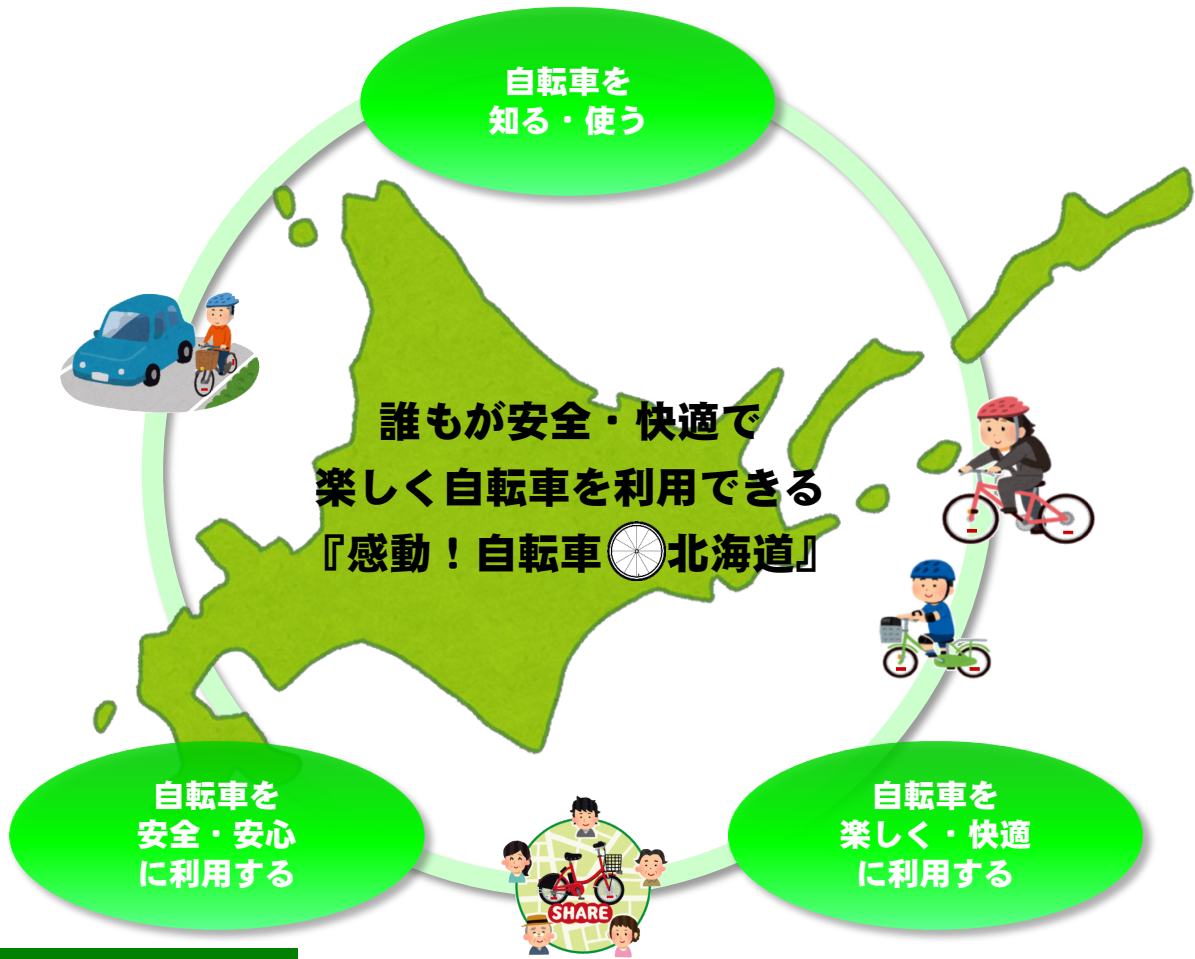 自転車を
知る・使う
誰もが安全・快適で
楽しく自転車を利用できる
『感動！自転車北海道』
自転車を
安全・安心
に利用する
自転車を
楽しく・快適
に利用する
SHARE